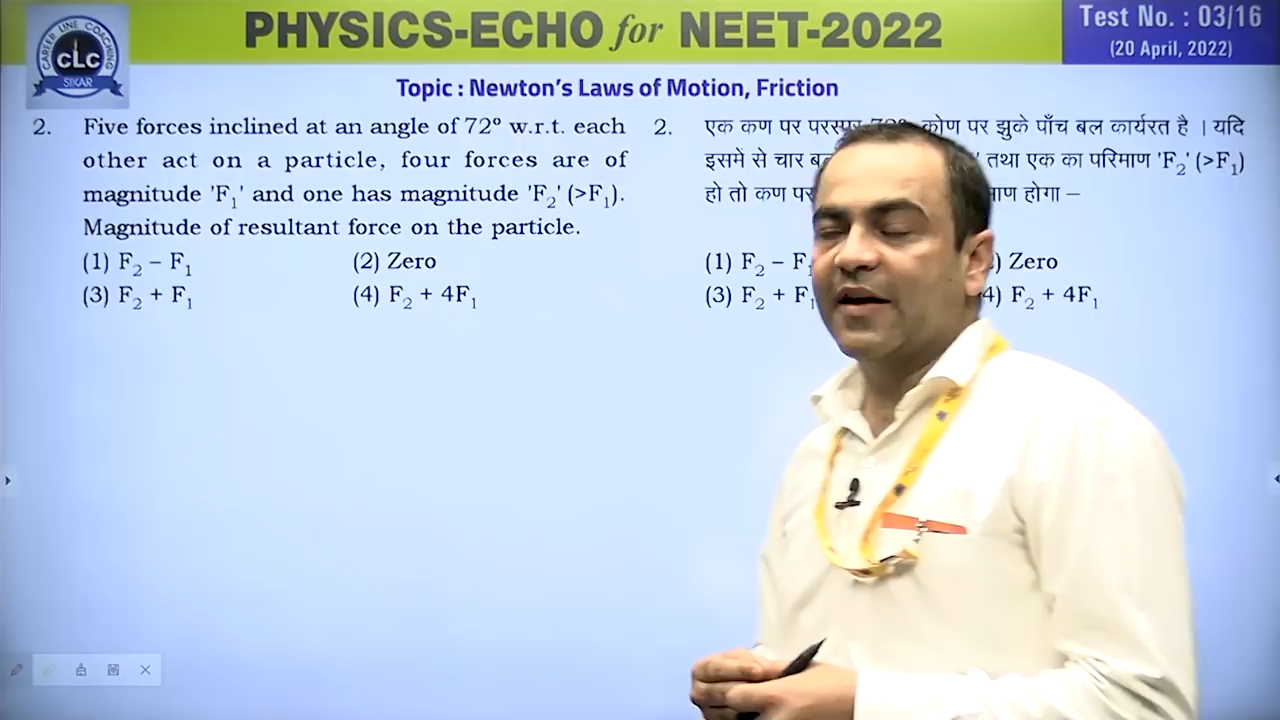 CAREER LINE COACHING
CLC
SIKAR
PHYSICS-ECHO for NEET-2022
Test No. : 03/16
(20 April, 2022)
Topic : Newton's Laws of Motion, Friction
2. Five forces inclined at an angle of 72° w.r.t. each
other act on a particle, four forces are of
magnitude 'F₁' and one has magnitude 'F₂' (>F₁).
Magnitude of resultant force on the particle.
(1) F₂ – F₁ (2) Zero
(3) F₂ + F₁ (4) F₂ + 4F₁
2. एक कण पर कोण पर झुके पाँच बल कार्यरत है । यदि
इसमें से चार तथा एक का परिमाण 'F₂' (>F₁)
हो तो कण होगा –
(1) F₂ – F₁ Zero
(3) F₂ + F₁ 4) F₂ + 4F₁